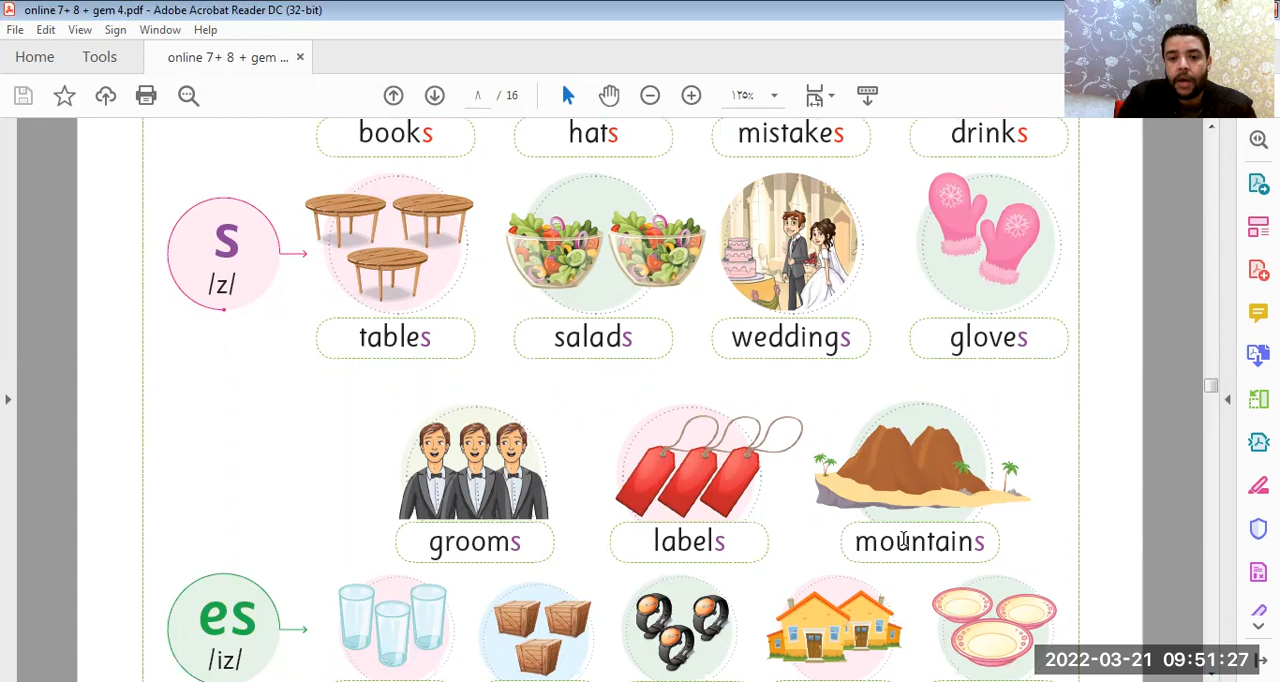 online 7+ 8 + gem 4.pdf - Adobe Acrobat Reader DC (32-bit)
File Edit View Sign Window Help
Home Tools online 7+ 8 + gem ... ×
٨ / 16 ١٢٥%
books hats mistakes drinks
s
/z/
tables salads weddings gloves
grooms labels mountains
es
/iz/
2022-03-21 09:51:27